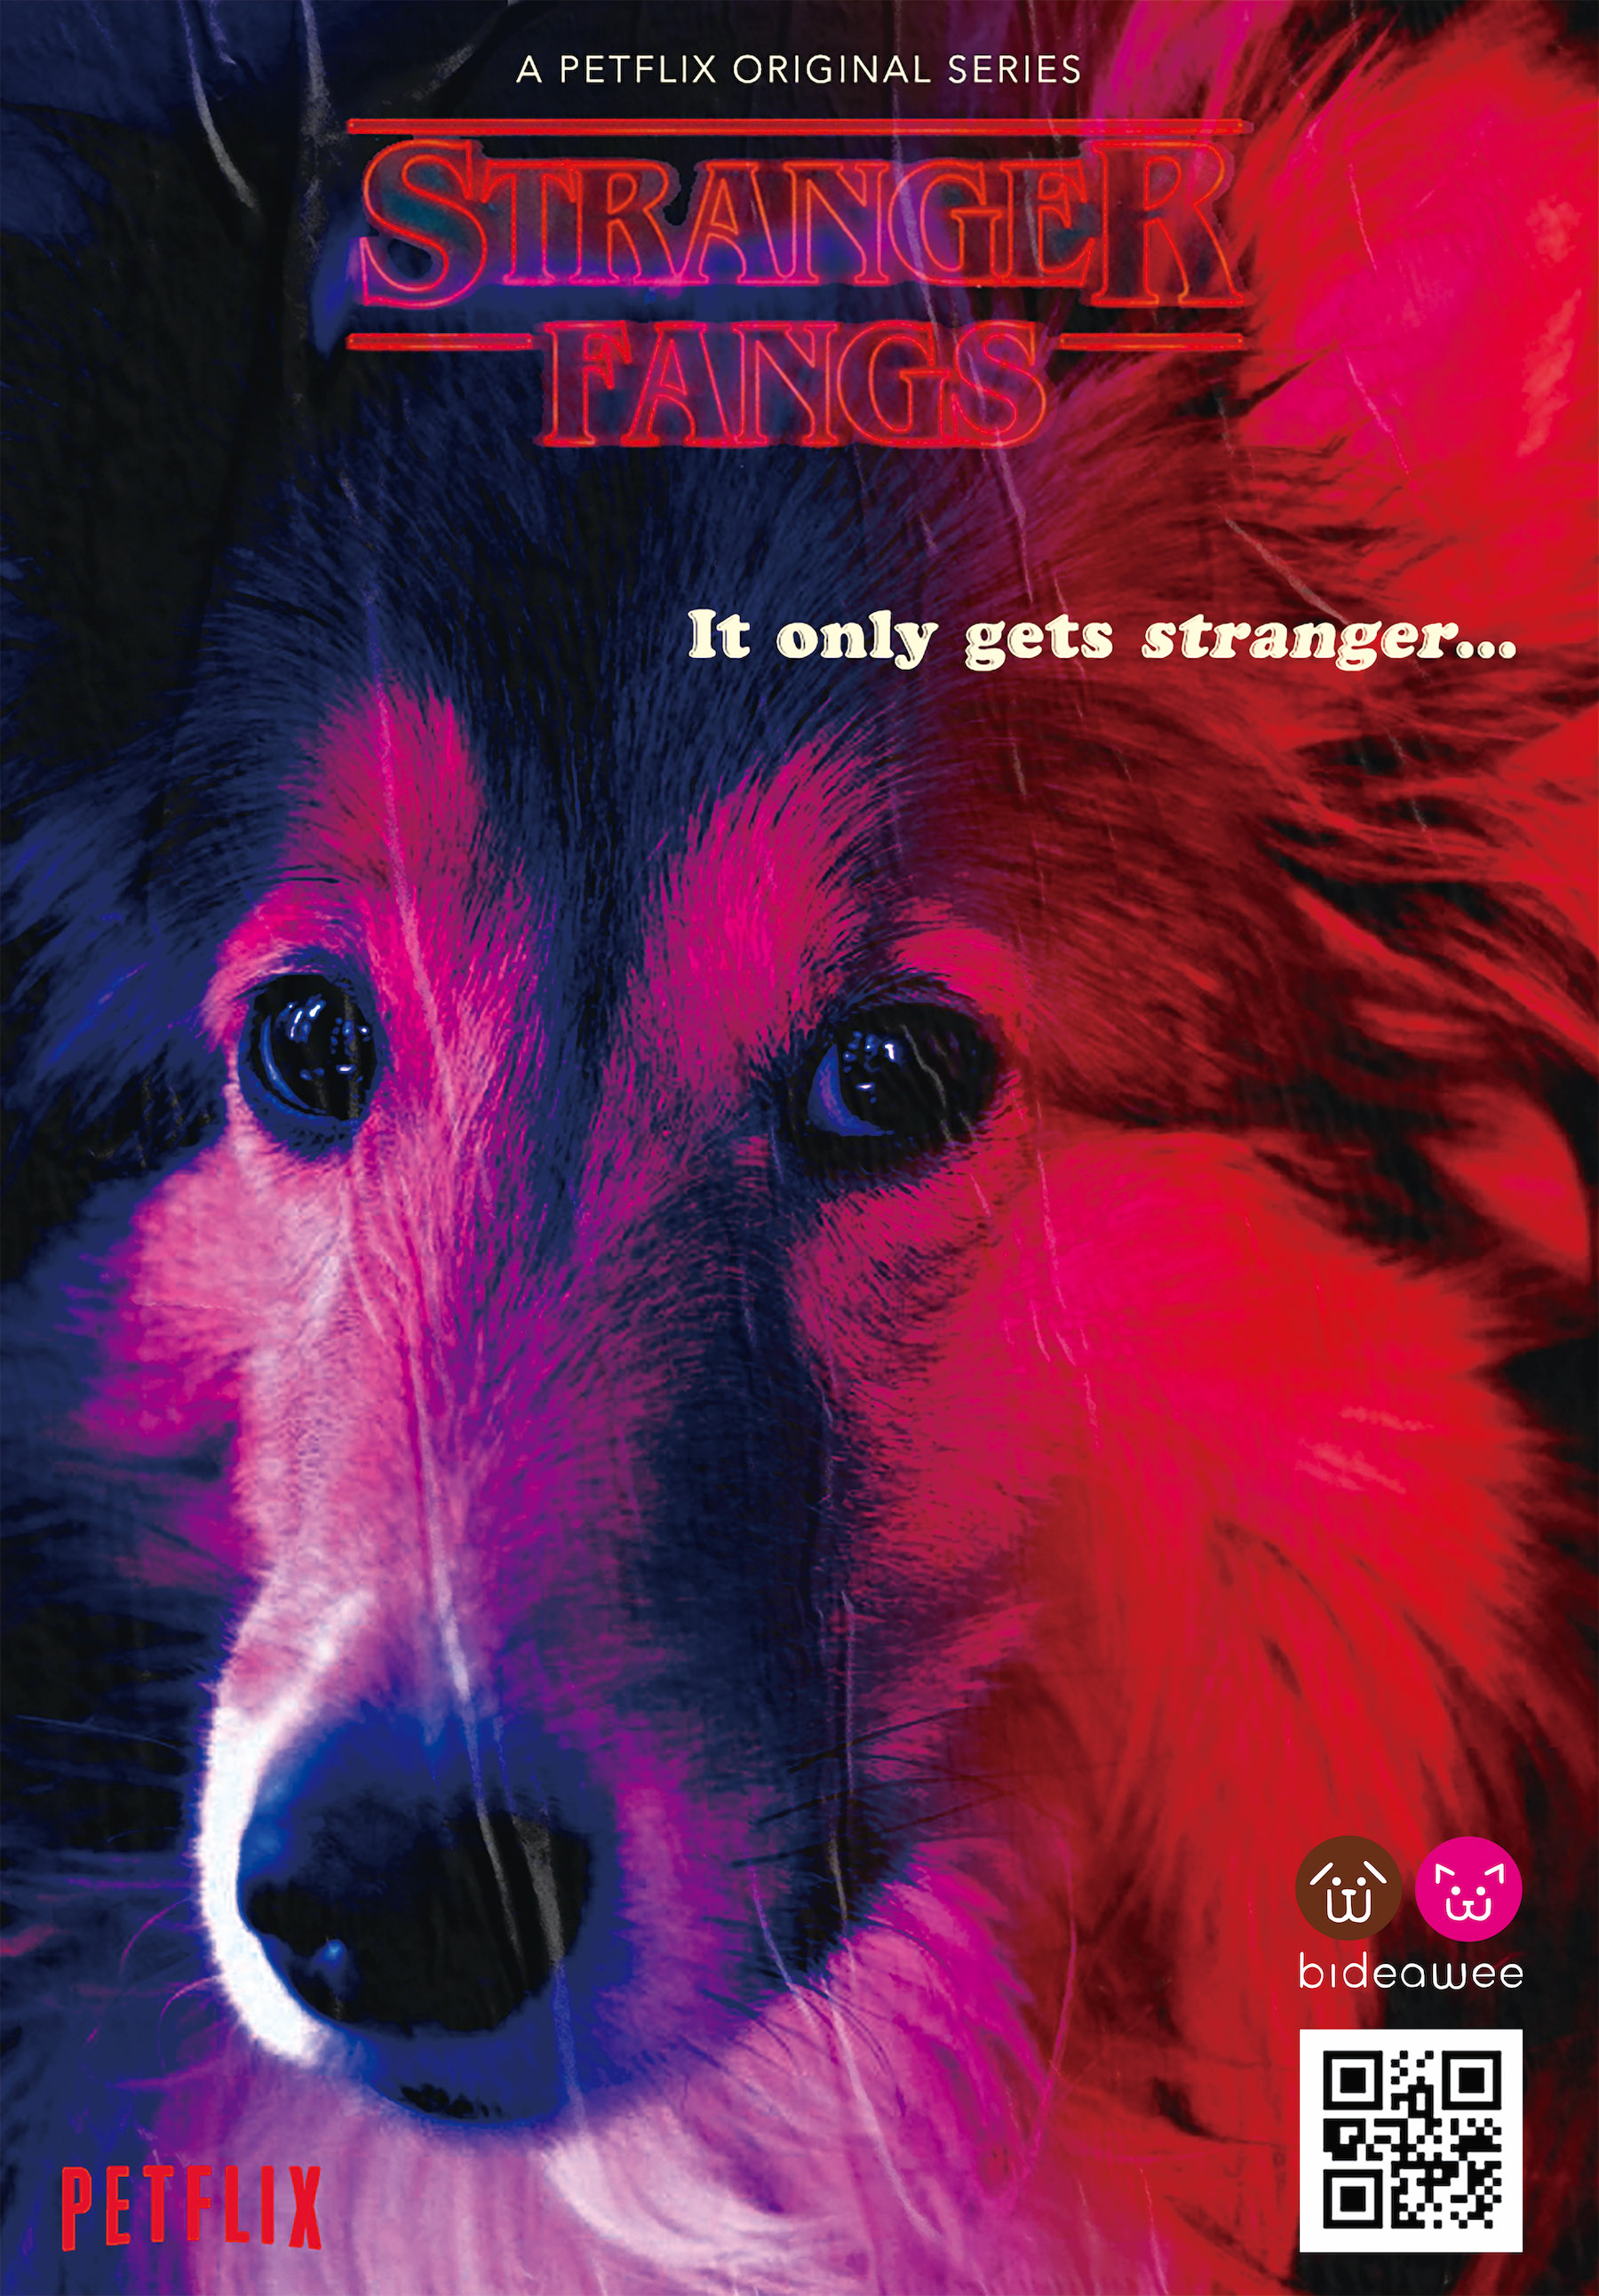 A PETFLIX ORIGINAL SERIES
STRANGER
FANGS
It only gets stranger...
bideawee
PETFLIX